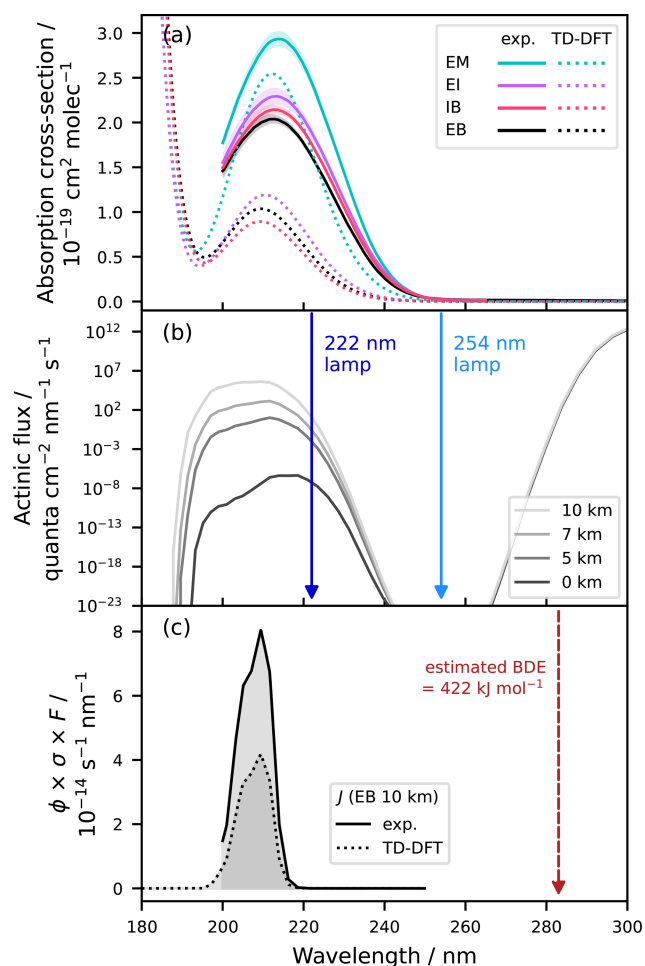 (a)
exp. TD-DFT
EM
EI
IB
EB
Absorption cross-section /
10⁻¹⁹ cm² molec⁻¹
3.0
2.5
2.0
1.5
1.0
0.5
0.0
(b)
222 nm
lamp
254 nm
lamp
Actinic flux /
quanta cm⁻² nm⁻¹ s⁻¹
10¹²
10⁷
10²
10⁻³
10⁻⁸
10⁻¹³
10⁻¹⁸
10⁻²³
10 km
7 km
5 km
0 km
(c)
estimated BDE
= 422 kJ mol⁻¹
ϕ × σ × F /
10⁻¹⁴ s⁻¹ nm⁻¹
8
6
4
2
0
J (EB 10 km)
exp.
TD-DFT
180 200 220 240 260 280 300
Wavelength / nm